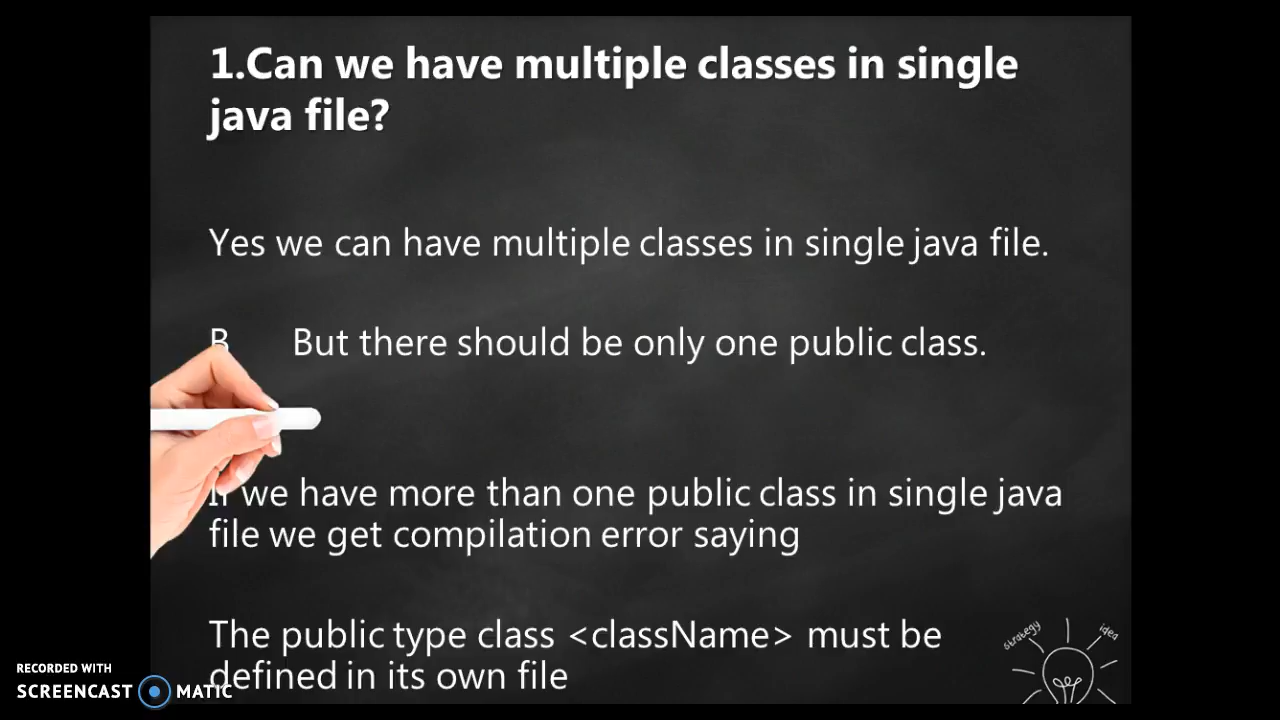 1.Can we have multiple classes in single
java file?
Yes we can have multiple classes in single java file.
B But there should be only one public class.
If we have more than one public class in single java
file we get compilation error saying
The public type class <className> must be
defined in its own file
strategy
idea
RECORDED WITH
SCREENCAST MATIC